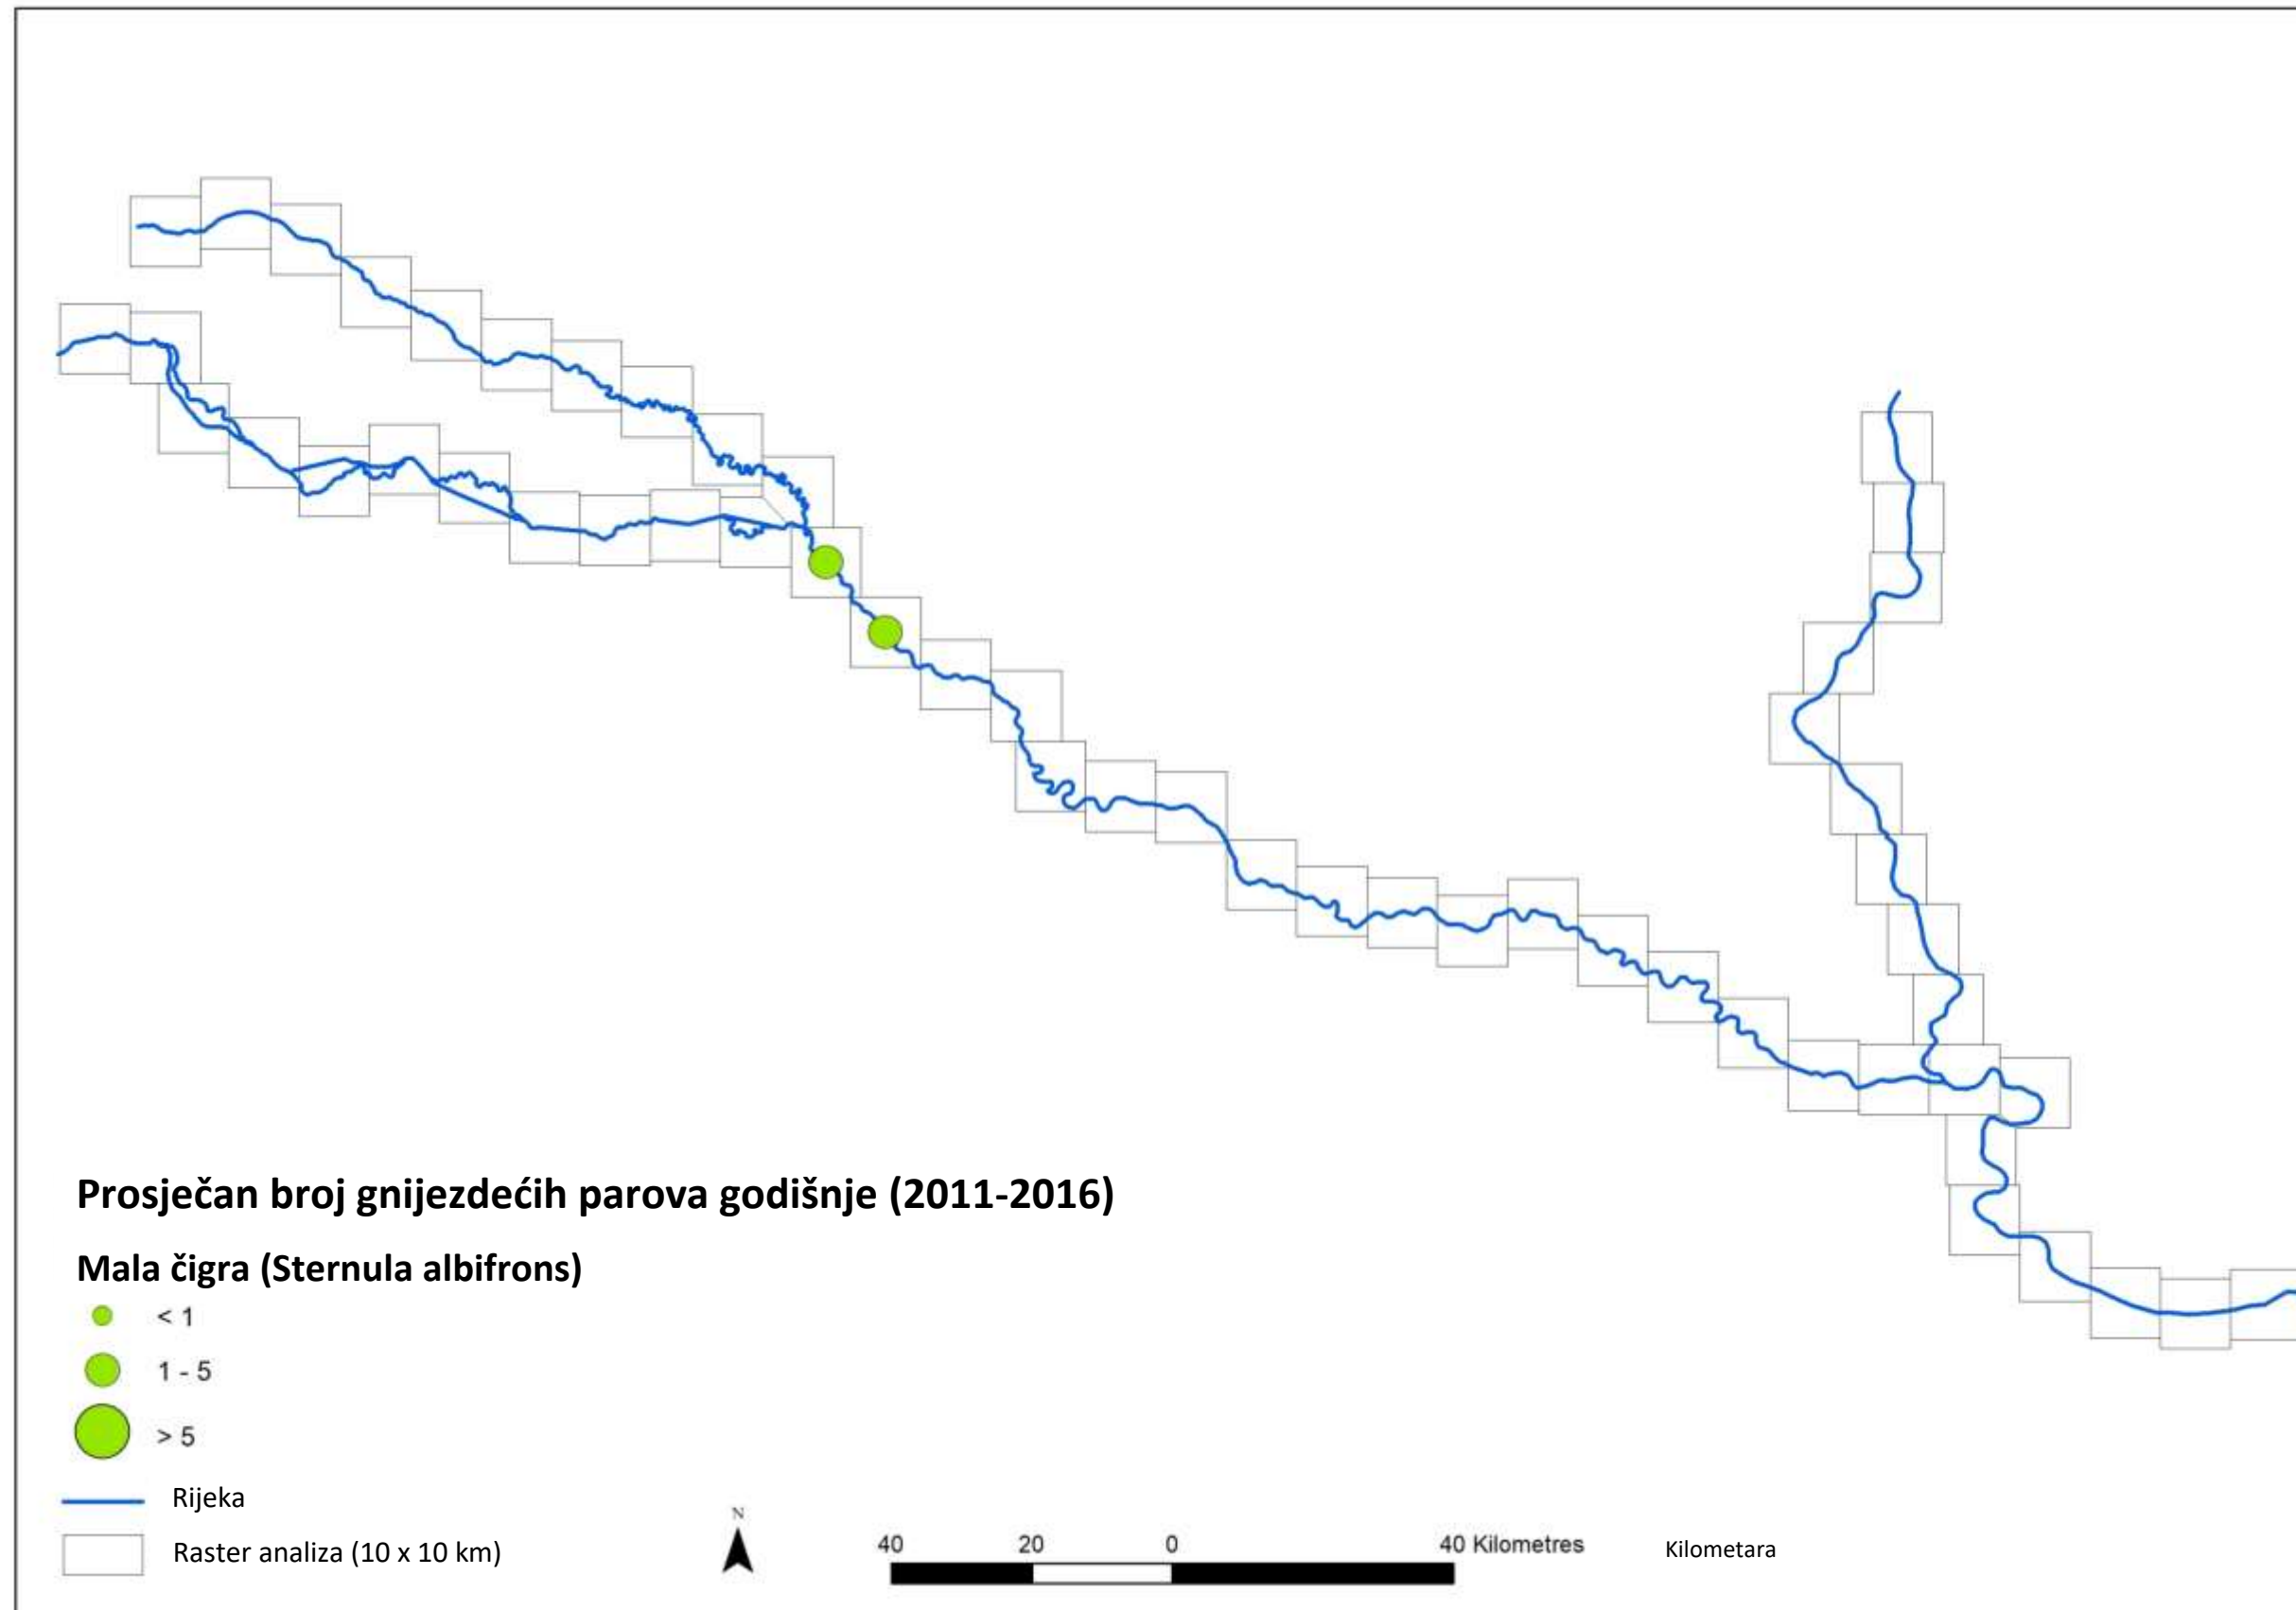 Prosječan broj gnijezdećih parova godišnje (2011-2016)
Mala čigra (Sternula albifrons)
< 1
1 - 5
> 5
Rijeka
Raster analiza (10 x 10 km)
N
40 20 0 40 Kilometres Kilometara